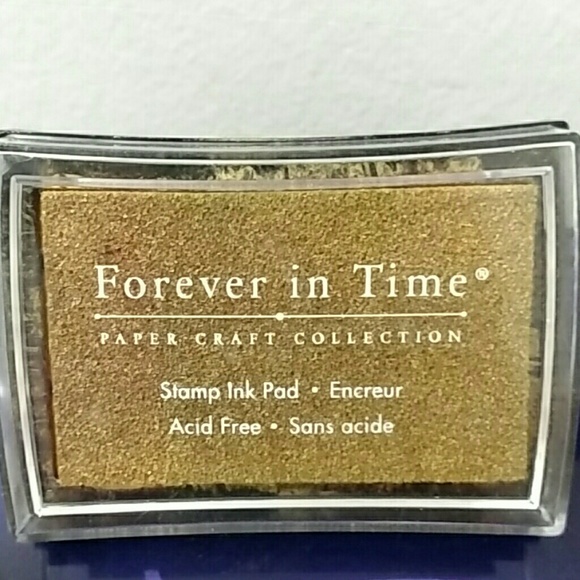 Forever in Time®
PAPER CRAFT COLLECTION
Stamp Ink Pad • Encreur
Acid Free • Sans acide